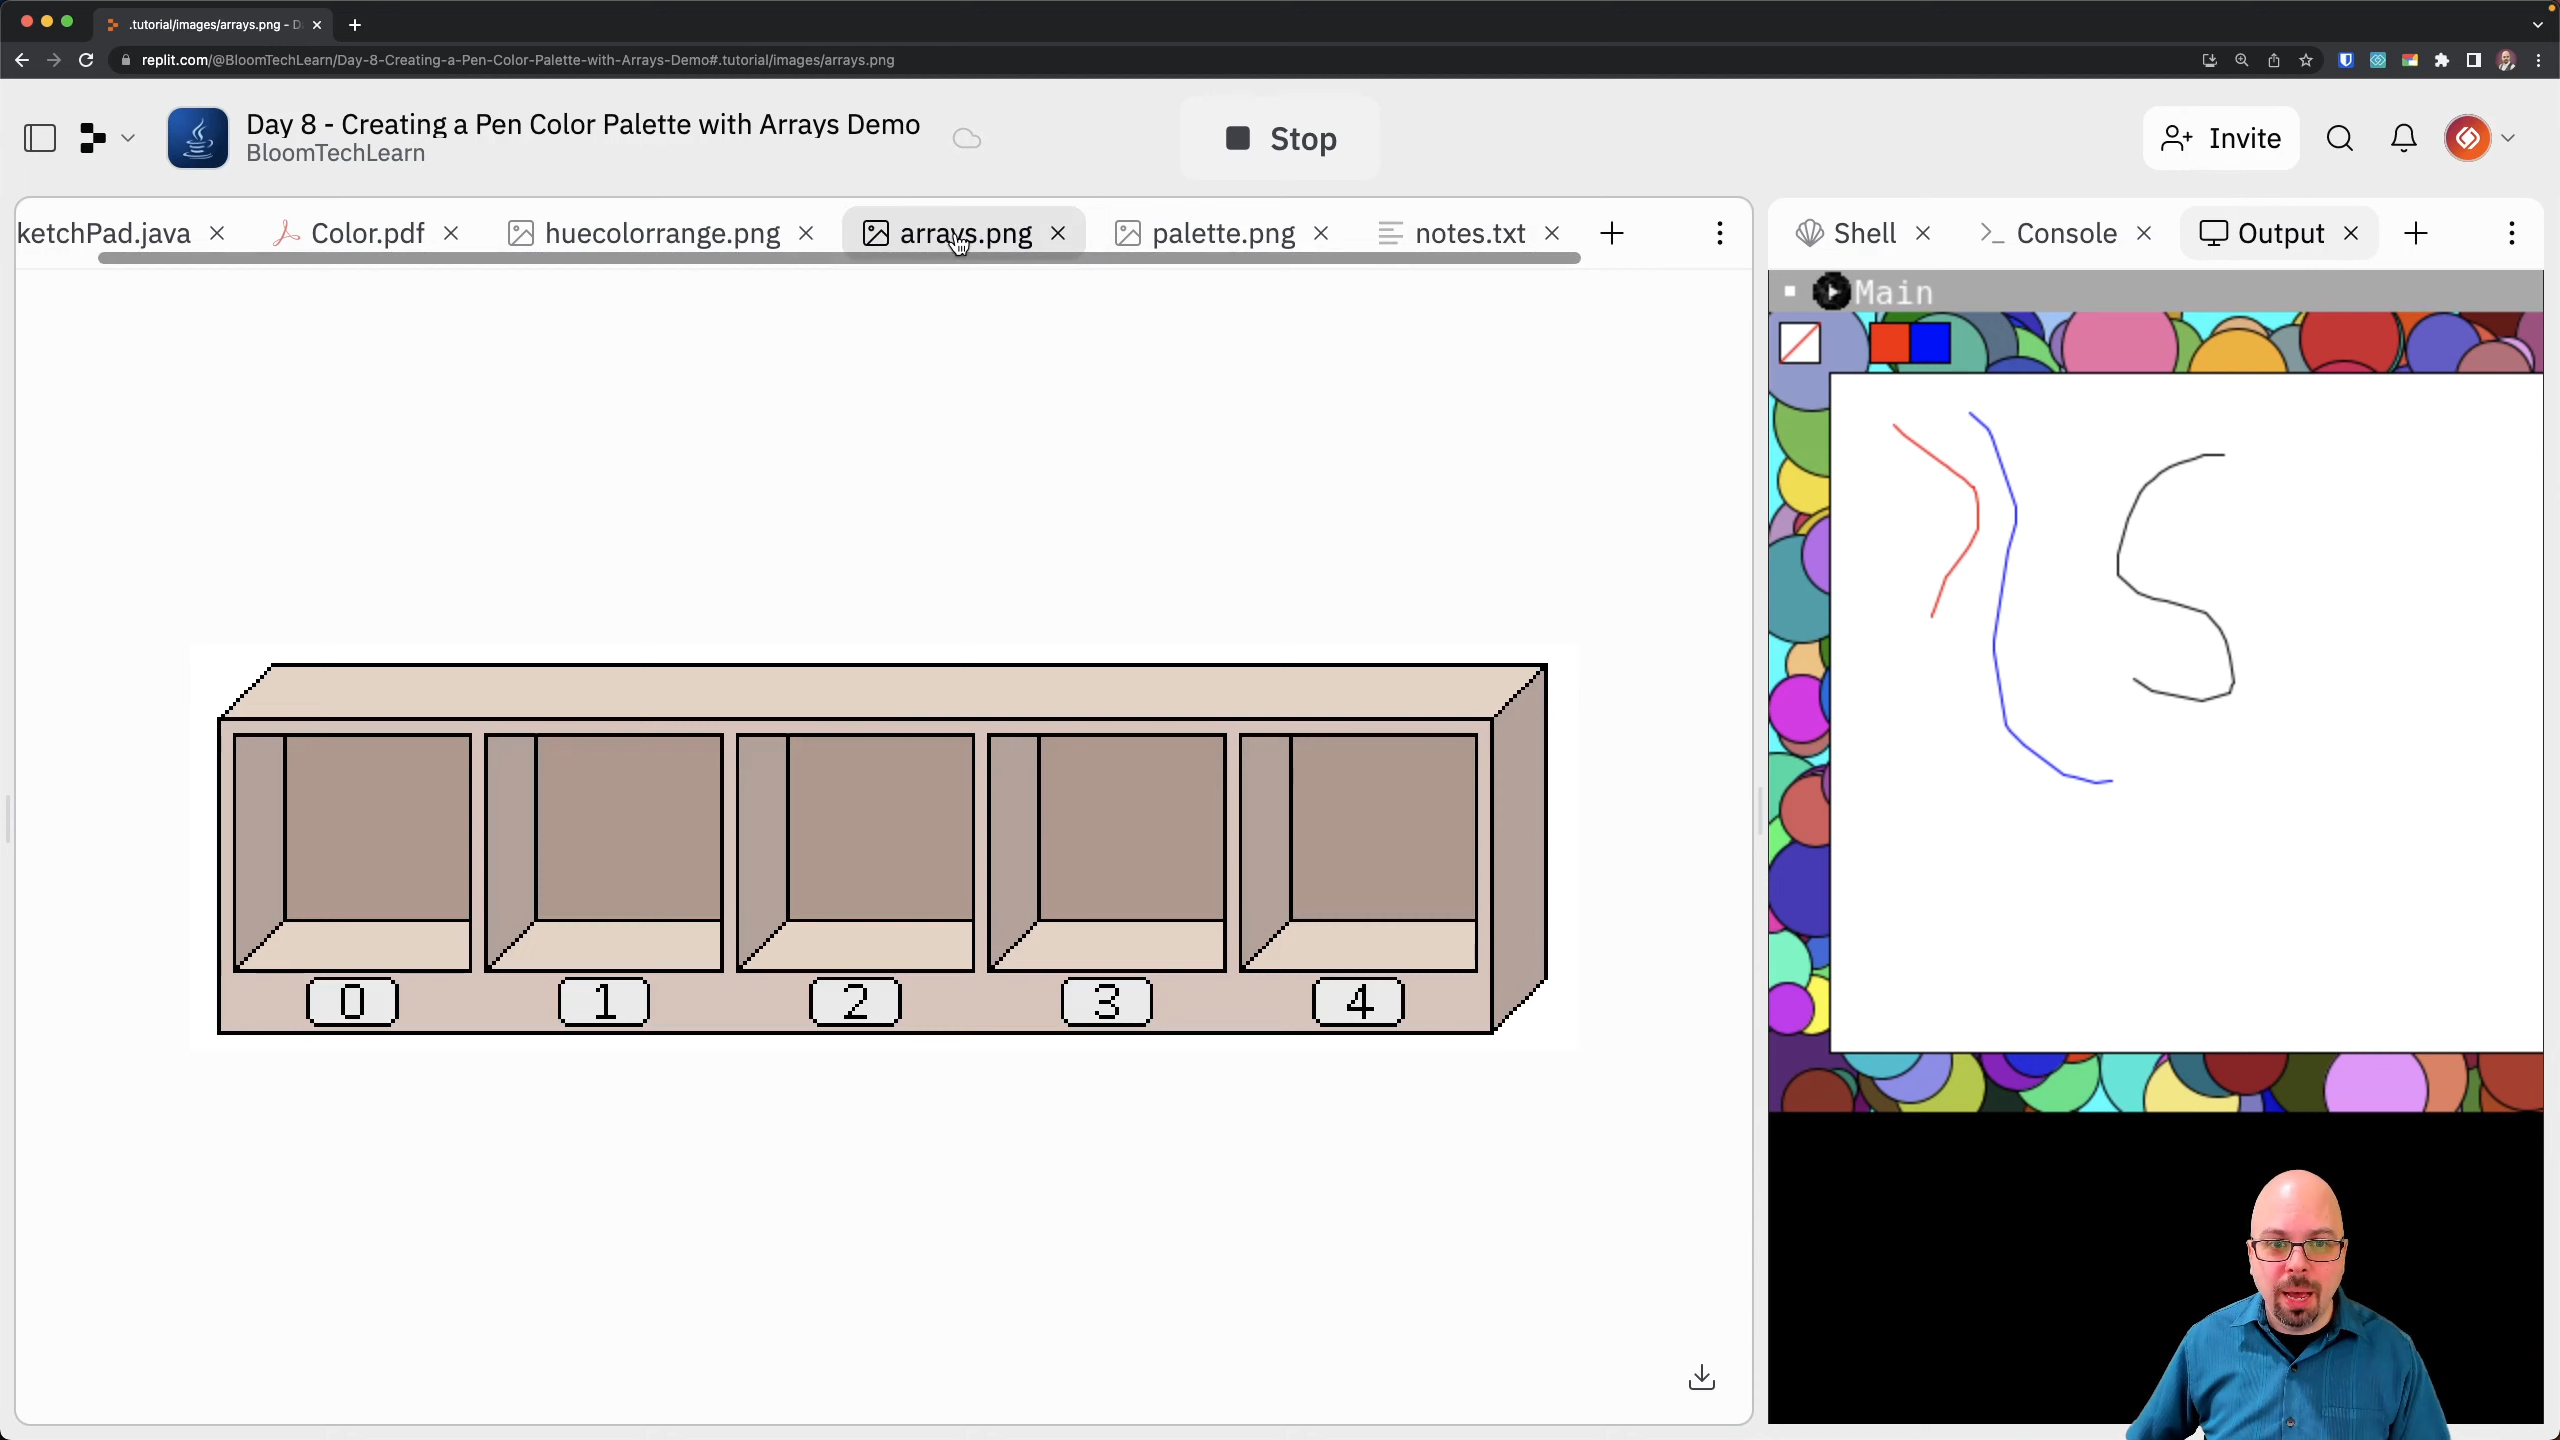 .tutorial/images/arrays.png - D
replit.com/@BloomTechLearn/Day-8-Creating-a-Pen-Color-Palette-with-Arrays-Demo#.tutorial/images/arrays.png
Day 8 - Creating a Pen Color Palette with Arrays Demo
BloomTechLearn
Stop
Invite
ketchPad.java
Color.pdf
huecolorrange.png
arrays.png
palette.png
notes.txt
Shell
Console
Output
Main
0 1 2 3 4